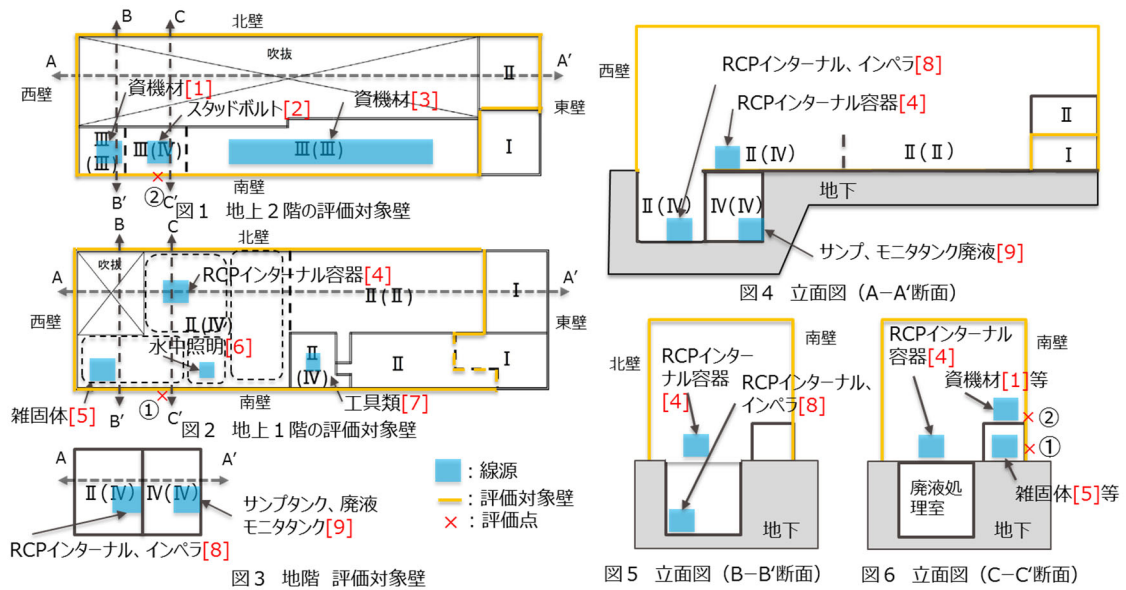 B
C
北壁
A
吹抜
A'
Ⅱ
西壁
東壁
資機材[1]
スタッドボルト[2]
資機材[3]
Ⅲ
(Ⅲ)
Ⅲ(Ⅳ)
Ⅲ(Ⅲ)
Ⅰ
B'
②
C'
南壁
図1 地上2階の評価対象壁
B
C
北壁
A
吹抜
RCPインターナル容器[4]
A'
Ⅱ(Ⅱ)
Ⅰ
西壁
東壁
Ⅱ(Ⅳ)
水中照明[6]
Ⅱ
(Ⅳ)
Ⅱ
Ⅰ
雑固体[5]
B'
①
C'
南壁
工具類[7]
図2 地上1階の評価対象壁
A
A'
Ⅱ(Ⅳ)
Ⅳ(Ⅳ)
サンプタンク、廃液
モニタタンク[9]
RCPインターナル、インペラ[8]
図3 地階 評価対象壁
:線源
:評価対象壁
×:評価点
西壁
RCPインターナル、インペラ[8]
RCPインターナル容器[4]
Ⅱ(Ⅳ)
Ⅱ(Ⅱ)
Ⅱ
Ⅰ
地下
Ⅱ(Ⅳ)
Ⅳ(Ⅳ)
サンプ、モニタタンク廃液[9]
図4 立面図(A−A‘断面)
北壁
南壁
RCPインター
ナル容器
[4]
RCPインターナル、
インペラ[8]
地下
図5 立面図(B−B‘断面)
南壁
RCPインターナル
容器[4]
資機材[1]等
②
①
廃液処
理室
雑固体[5]等
地下
図6 立面図(C−C‘断面)